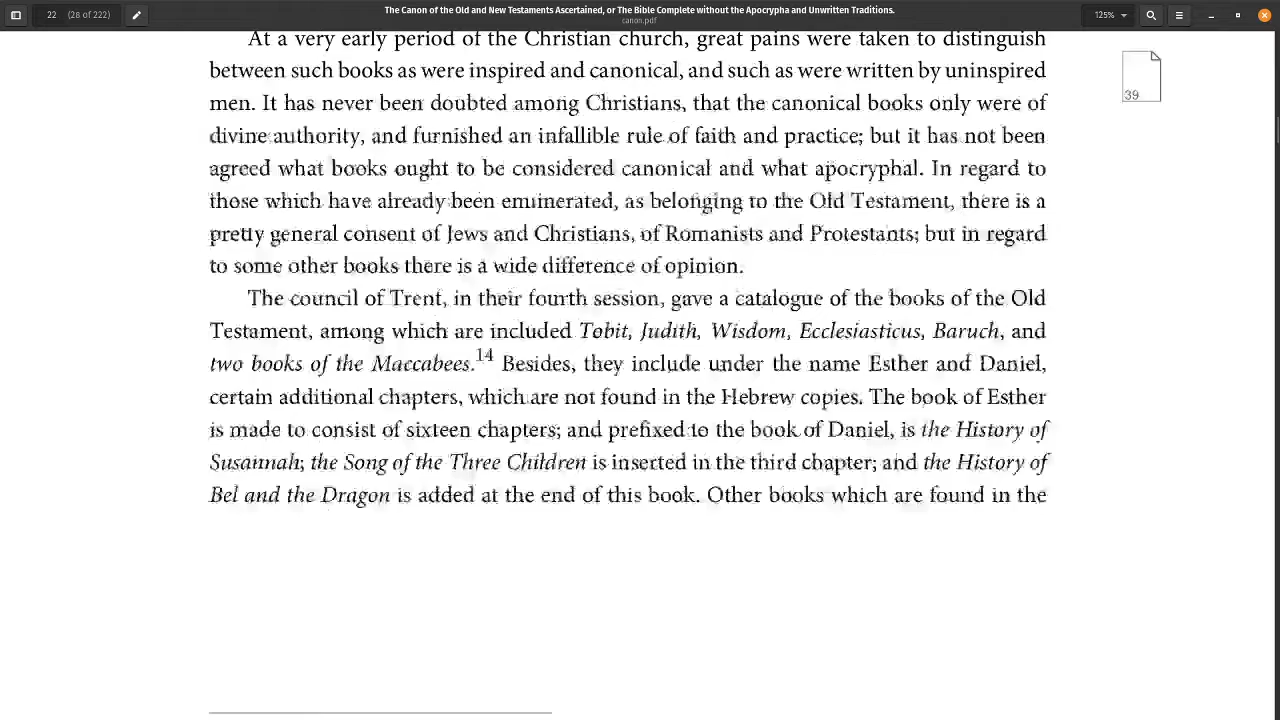 The Canon of the Old and New Testaments Ascertained, or The Bible Complete without the Apocrypha and Unwritten Traditions.
canon.pdf
22 (28 of 222)
125%
At a very early period of the Christian church, great pains were taken to distinguish
between such books as were inspired and canonical, and such as were written by uninspired
men. It has never been doubted among Christians, that the canonical books only were of
divine authority, and furnished an infallible rule of faith and practice; but it has not been
agreed what books ought to be considered canonical and what apocryphal. In regard to
those which have already been enumerated, as belonging to the Old Testament, there is a
pretty general consent of Jews and Christians, of Romanists and Protestants; but in regard
to some other books there is a wide difference of opinion.
The council of Trent, in their fourth session, gave a catalogue of the books of the Old
Testament, among which are included Tobit, Judith, Wisdom, Ecclesiasticus, Baruch, and
two books of the Maccabees.14 Besides, they include under the name Esther and Daniel,
certain additional chapters, which are not found in the Hebrew copies. The book of Esther
is made to consist of sixteen chapters; and prefixed to the book of Daniel, is the History of
Susannah; the Song of the Three Children is inserted in the third chapter; and the History of
Bel and the Dragon is added at the end of this book. Other books which are found in the
39